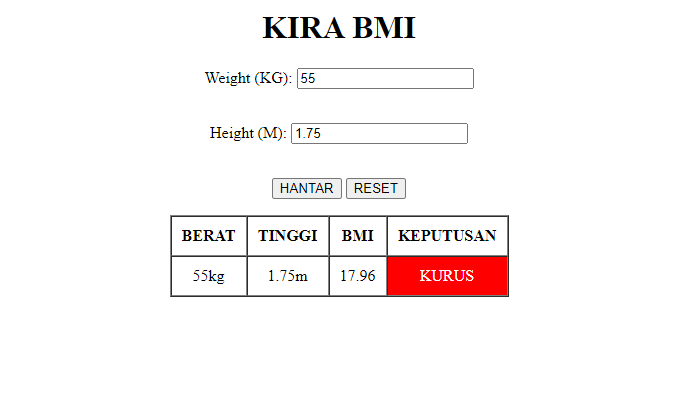 KIRA BMI
Weight (KG): 55
Height (M): 1.75
HANTAR RESET
BERAT TINGGI BMI KEPUTUSAN
55kg 1.75m 17.96 KURUS